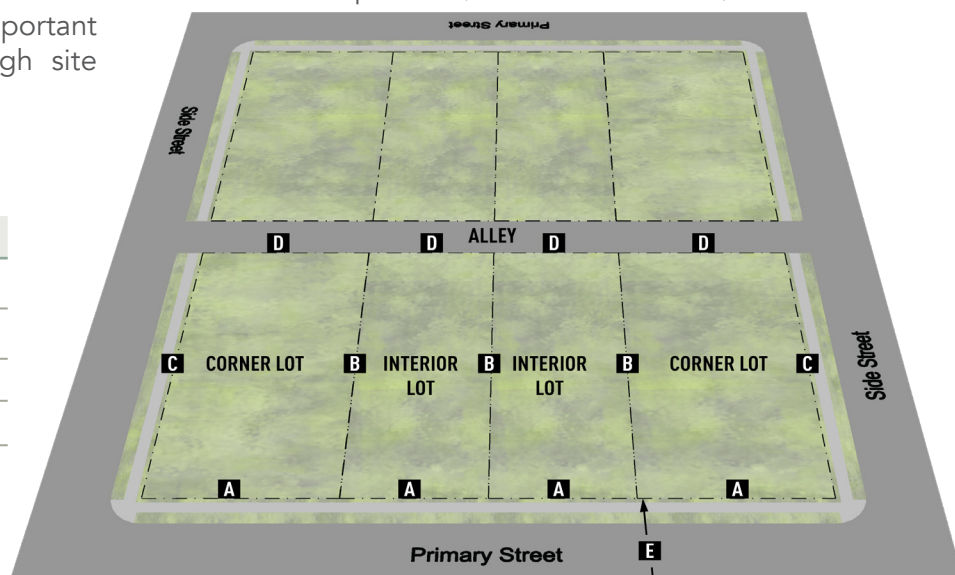 portant
gh site
Primary Street
Side Street
D D ALLEY D D
C CORNER LOT B INTERIOR LOT B INTERIOR LOT B CORNER LOT C
Side Street
A A A A
Primary Street
E